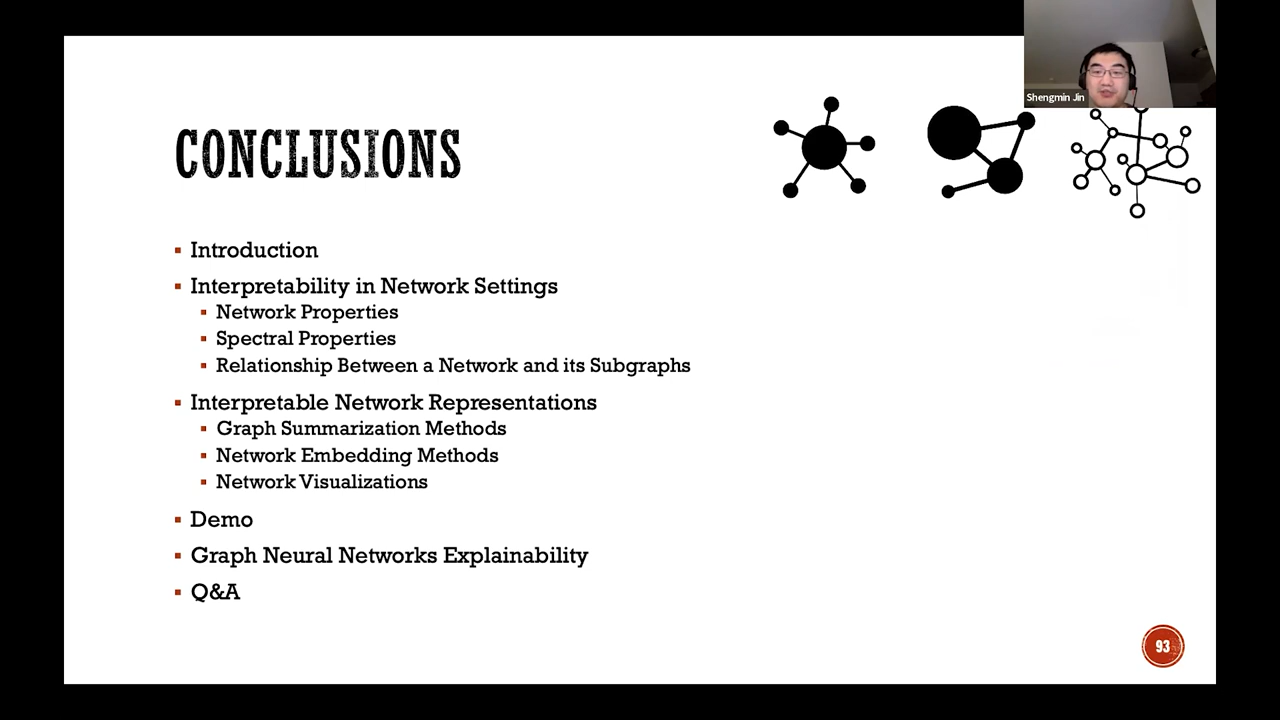 Shengmin Jin
CONCLUSIONS
Introduction
Interpretability in Network Settings
Network Properties
Spectral Properties
Relationship Between a Network and its Subgraphs
Interpretable Network Representations
Graph Summarization Methods
Network Embedding Methods
Network Visualizations
Demo
Graph Neural Networks Explainability
Q&A
93